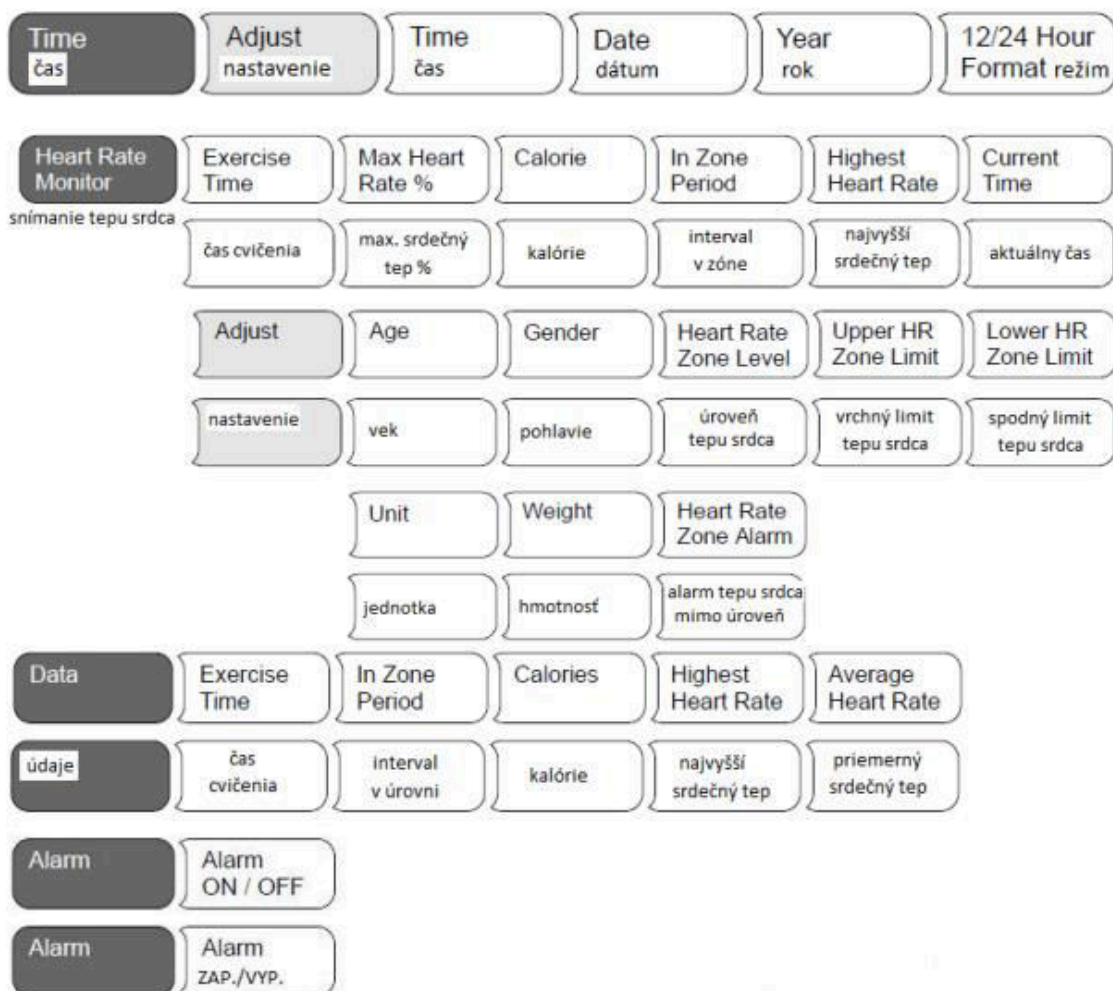 Time
čas
Adjust
nastavenie
Time
čas
Date
dátum
Year
rok
12/24 Hour
Format režim
Heart Rate
Monitor
snímanie tepu srdca
Exercise
Time
Max Heart
Rate %
Calorie
In Zone
Period
Highest
Heart Rate
Current
Time
čas cvičenia
max. srdečný
tep %
kalórie
interval
v zóne
najvyšší
srdečný tep
aktuálny čas
Adjust
Age
Gender
Heart Rate
Zone Level
Upper HR
Zone Limit
Lower HR
Zone Limit
nastavenie
vek
pohlavie
úroveň
tepu srdca
vrchný limit
tepu srdca
spodný limit
tepu srdca
Unit
Weight
Heart Rate
Zone Alarm
jednotka
hmotnosť
alarm tepu srdca
mimo úroveň
Data
Exercise
Time
In Zone
Period
Calories
Highest
Heart Rate
Average
Heart Rate
údaje
čas
cvičenia
interval
v úrovni
kalórie
najvyšší
srdečný tep
priemerný
srdečný tep
Alarm
Alarm
ON / OFF
Alarm
Alarm
ZAP./VYP.